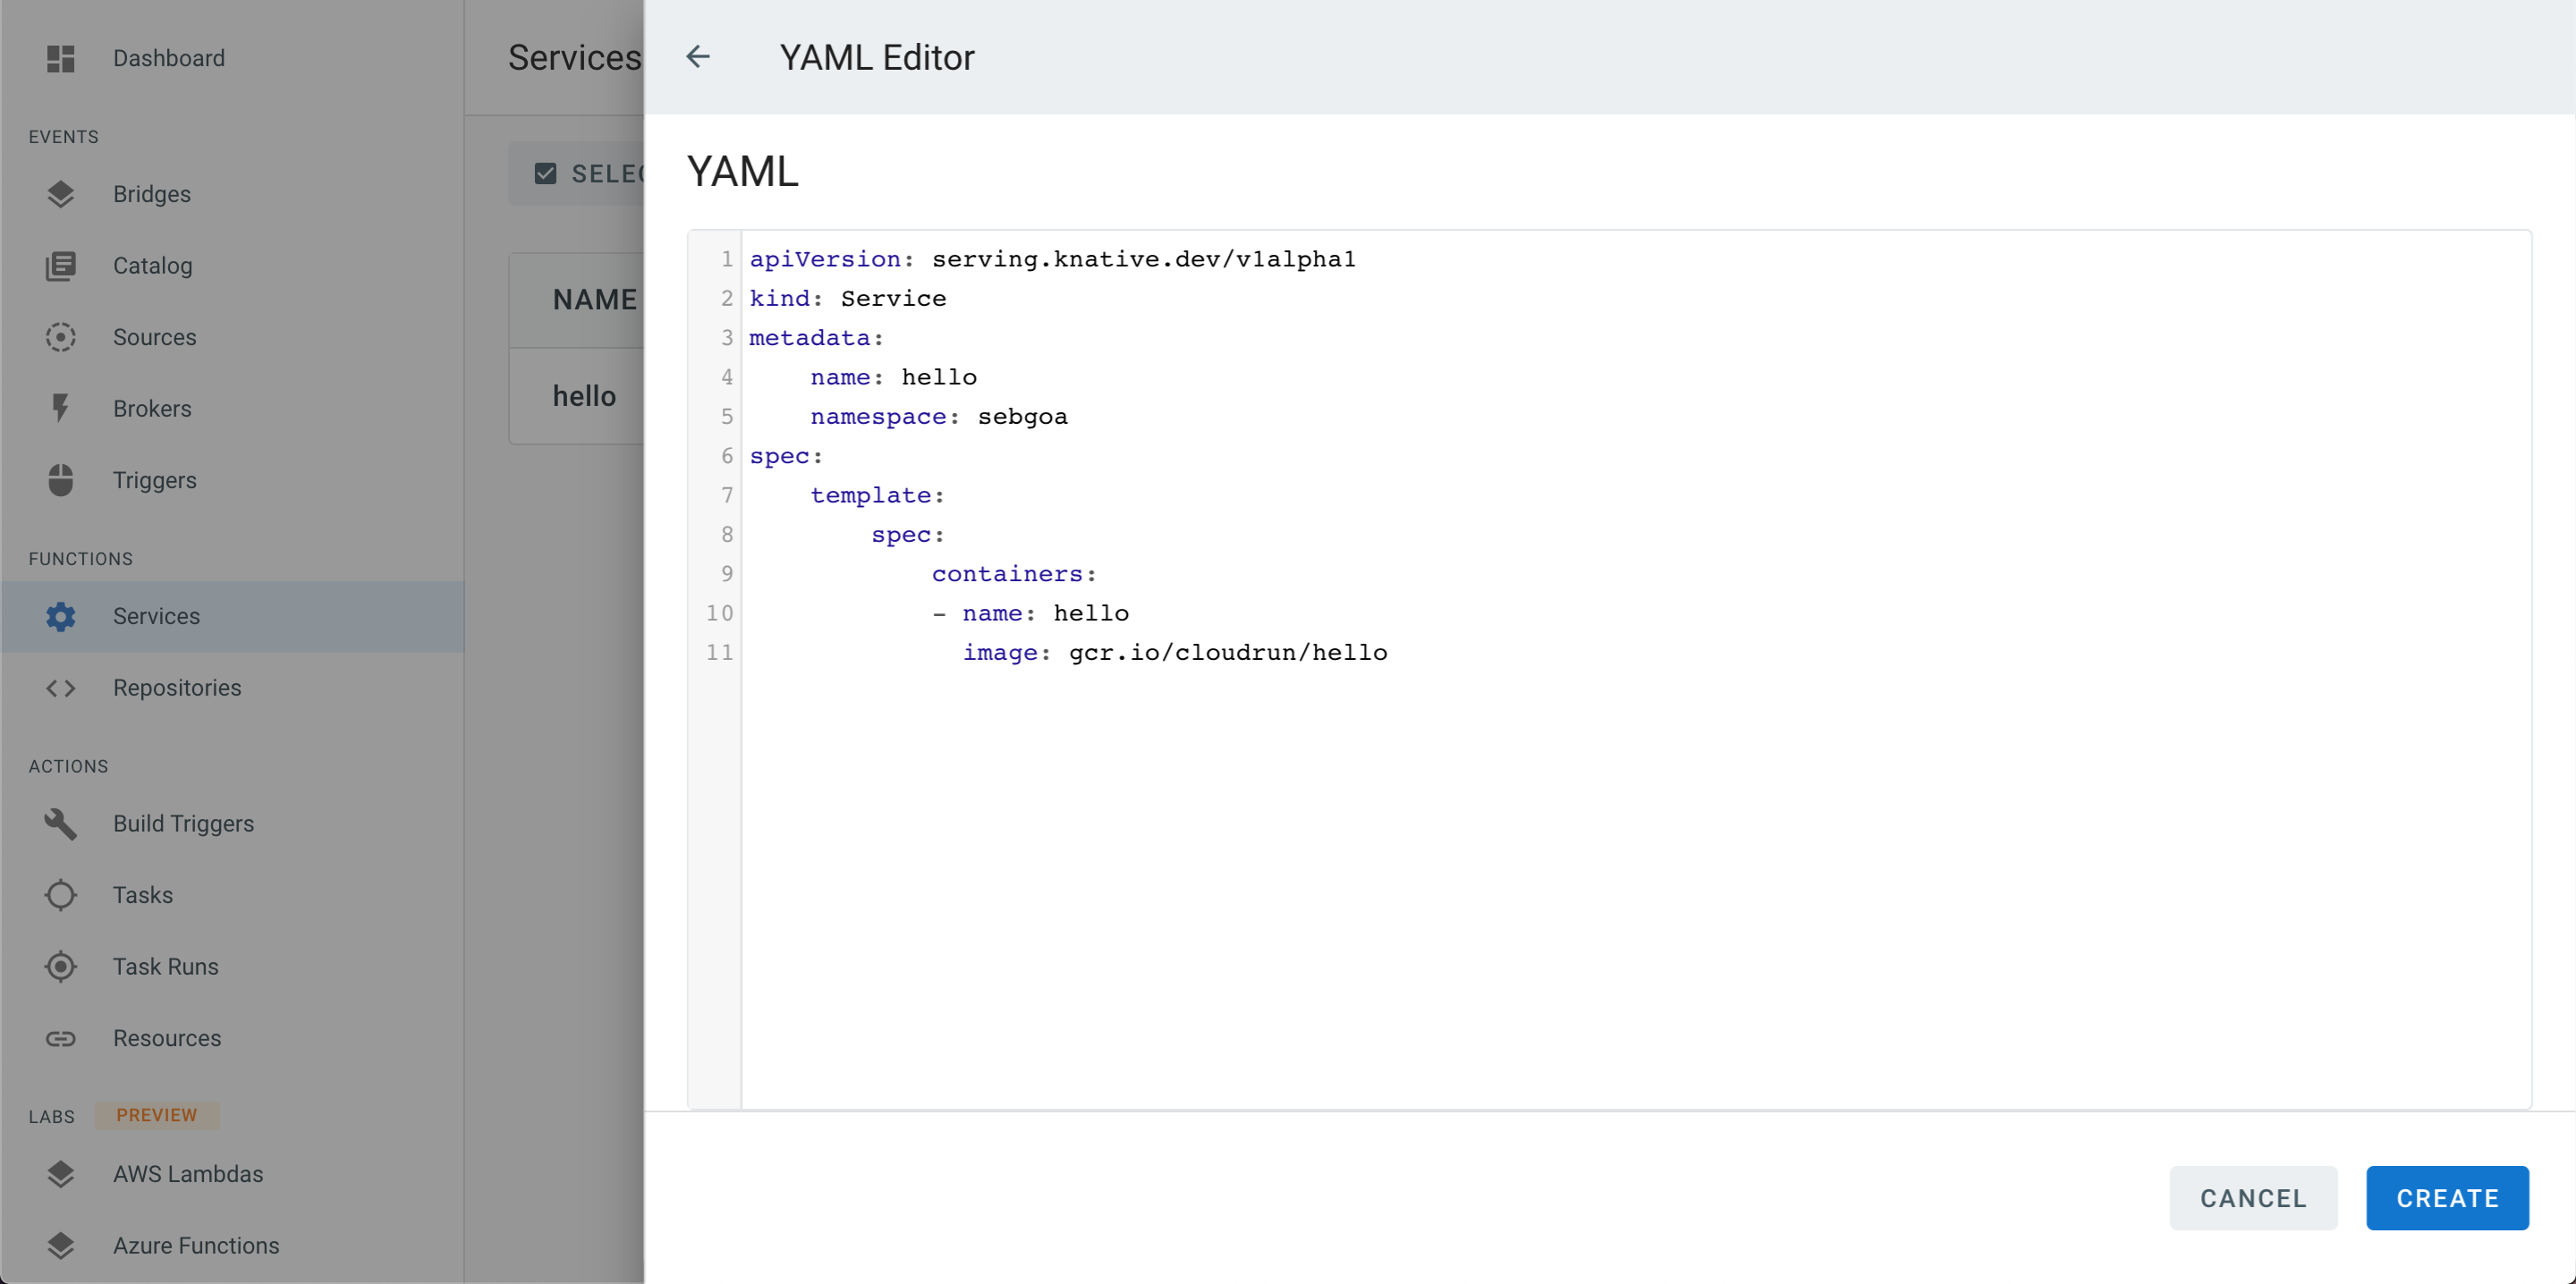 Dashboard
EVENTS
Bridges
Catalog
Sources
Brokers
Triggers
FUNCTIONS
Services
Repositories
ACTIONS
Build Triggers
Tasks
Task Runs
Resources
LABS PREVIEW
AWS Lambdas
Azure Functions
Services
SELEC
NAME
hello
YAML Editor
YAML
1 apiVersion: serving.knative.dev/v1alpha1
2 kind: Service
3 metadata:
4     name: hello
5     namespace: sebgoa
6 spec:
7     template:
8         spec:
9             containers:
10             - name: hello
11               image: gcr.io/cloudrun/hello
CANCEL CREATE